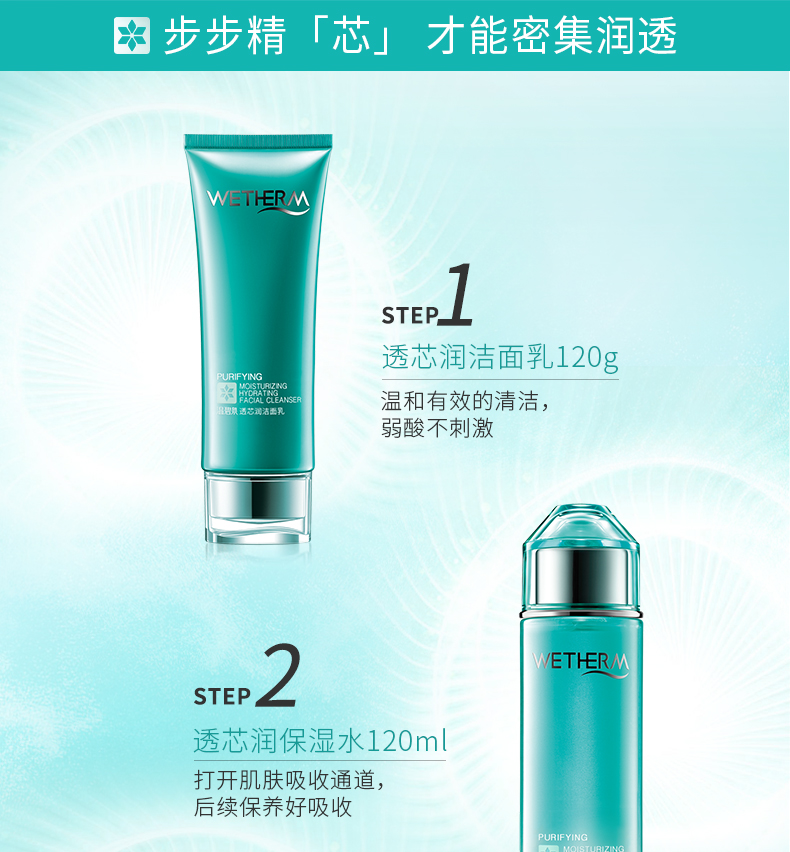 步步精「芯」 才能密集润透
WETHERM
PURIFYING
MOISTURIZING
HYDRATING
FACIAL CLEANSER
透芯润洁面乳
STEP 1
透芯润洁面乳120g
温和有效的清洁，
弱酸不刺激
WETHERM
STEP 2
透芯润保湿水120ml
打开肌肤吸收通道，
后续保养好吸收
PURIFYING
MOISTURIZING